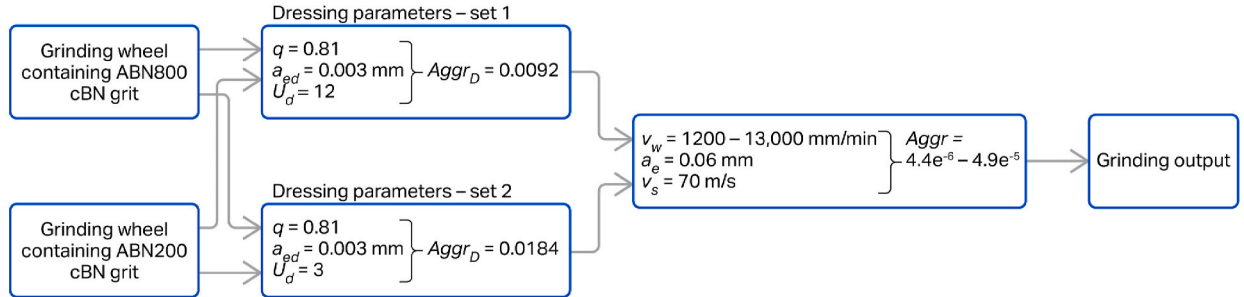 Dressing parameters – set 1
Grinding wheel
containing ABN800
cBN grit
q = 0.81
a_ed = 0.003 mm
U_d = 12
Aggr_D = 0.0092
Dressing parameters – set 2
Grinding wheel
containing ABN200
cBN grit
q = 0.81
a_ed = 0.003 mm
U_d = 3
Aggr_D = 0.0184
v_w = 1200 – 13,000 mm/min
a_e = 0.06 mm
v_s = 70 m/s
Aggr =
4.4e⁻⁶ – 4.9e⁻⁵
Grinding output